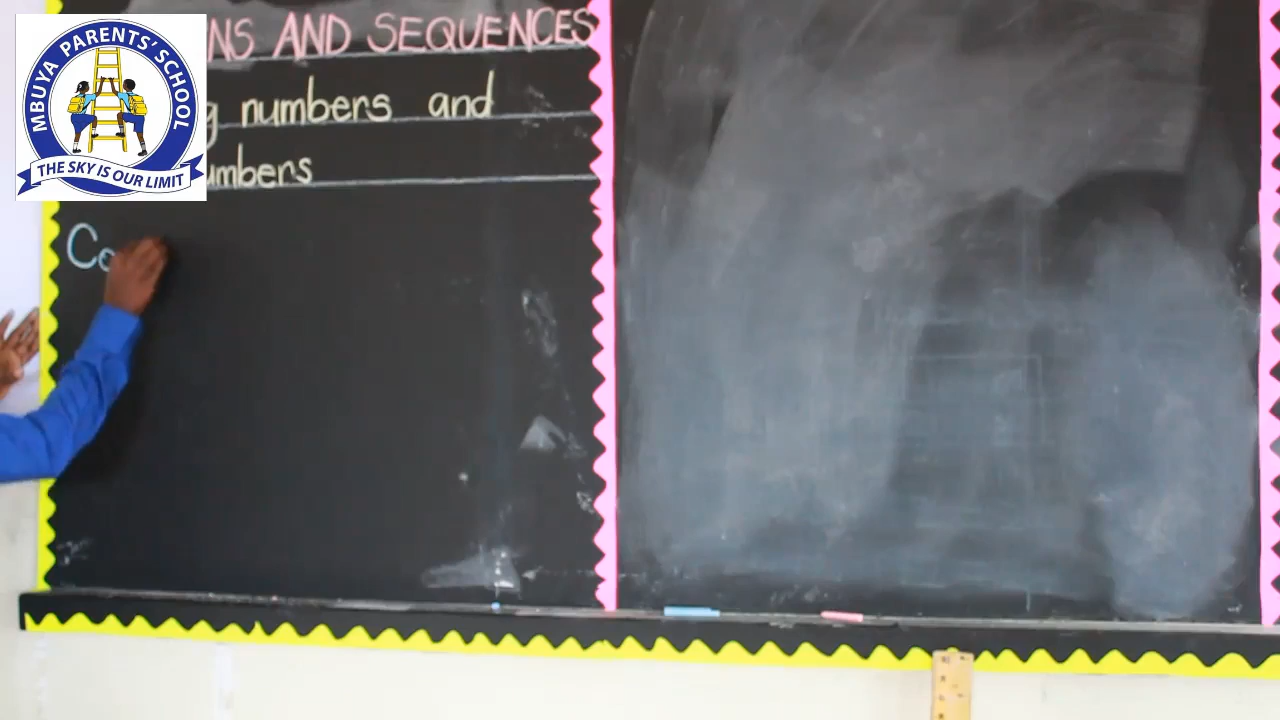 MBUYA PARENTS' SCHOOL
THE SKY IS OUR LIMIT
NS AND SEQUENCES
g numbers and
umbers
Co